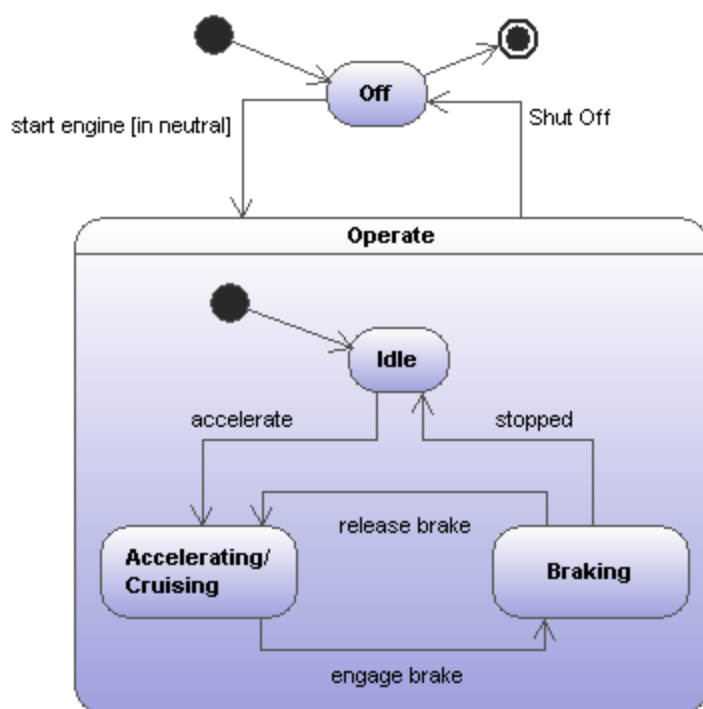 Off
start engine [in neutral]
Shut Off
Operate
Idle
accelerate
stopped
release brake
Accelerating/
Cruising
Braking
engage brake